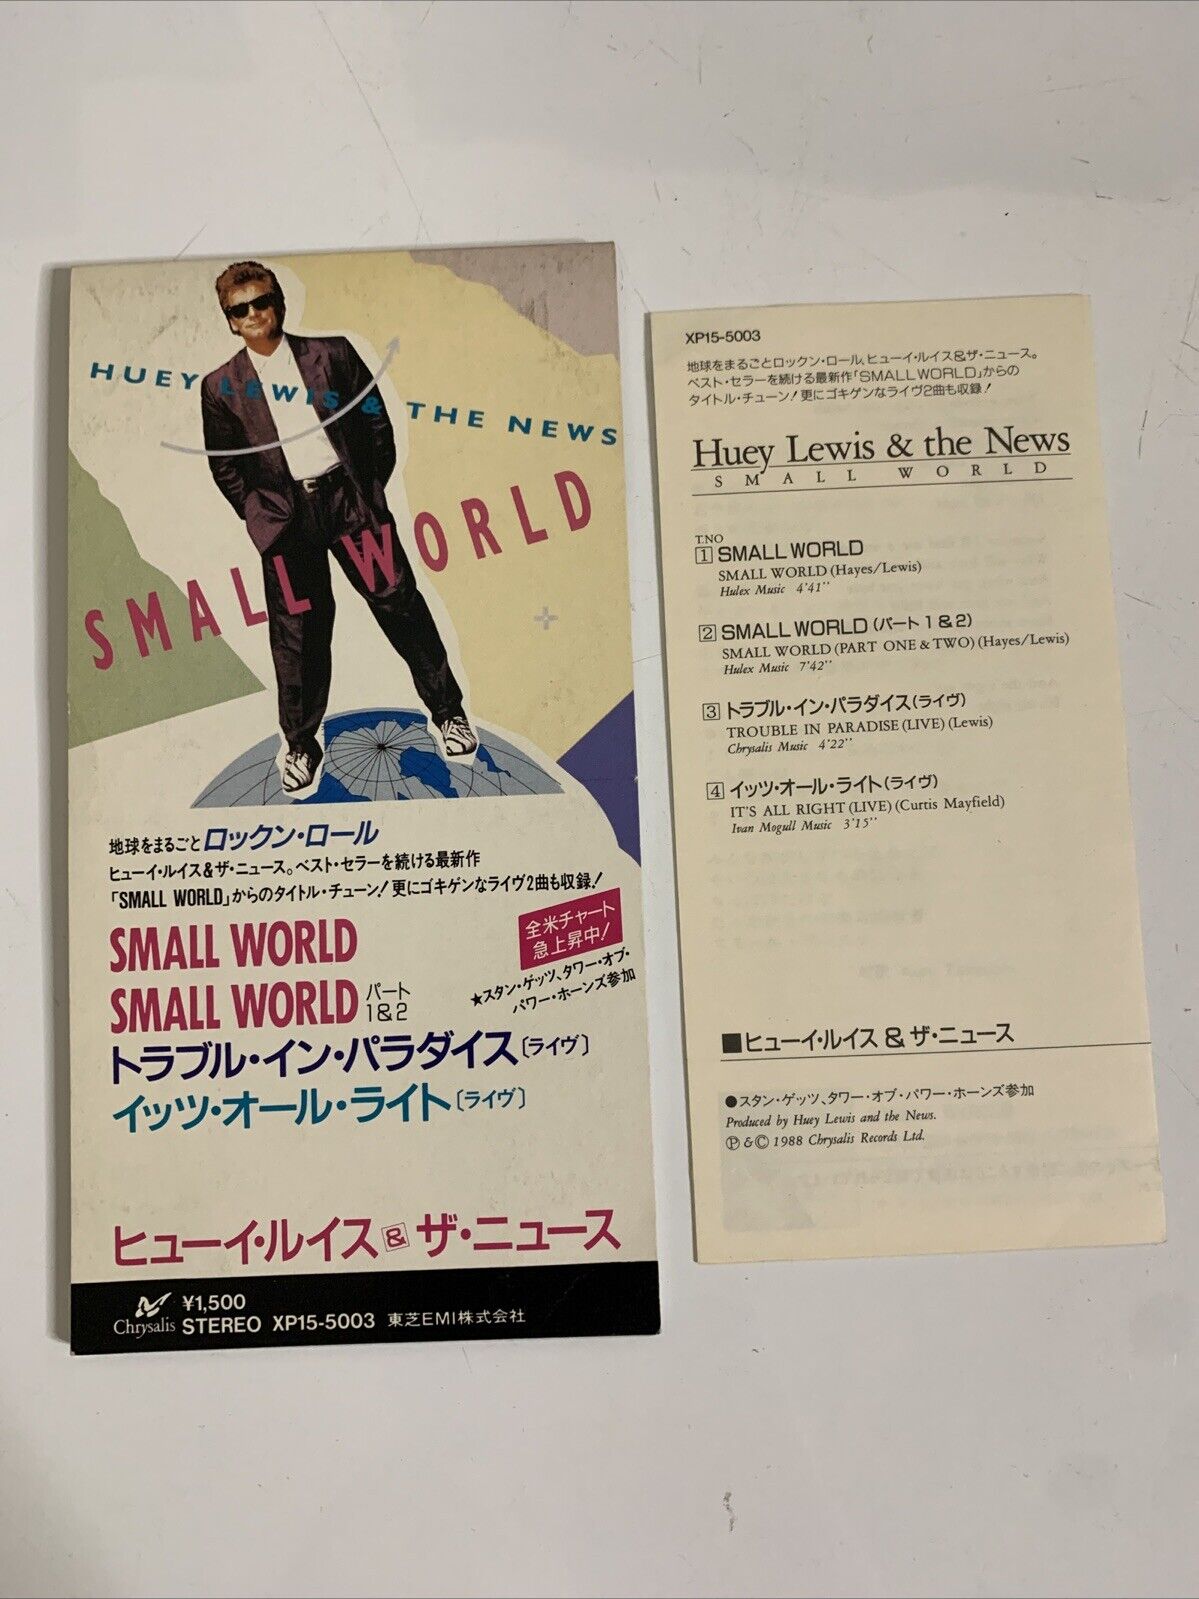 HUEY LEWIS & THE NEWS
SMALL WORLD
地球をまるごとロックン・ロール
ヒューイ・ルイス&ザ・ニュース。ベスト・セラーを続ける最新作
「SMALL WORLD」からのタイトル・チューン!更にゴキゲンなライヴ2曲も収録!
全米チャート
急上昇中!
★スタン・ゲッツ、タワー・オブ・
パワー・ホーンズ参加
SMALL WORLD
SMALL WORLD パート1&2
トラブル・イン・パラダイス〔ライヴ〕
イッツ・オール・ライト〔ライヴ〕
ヒューイ・ルイス&ザ・ニュース
Chrysalis
¥1,500
STEREO XP15-5003 東芝EMI株式会社
XP15-5003
地球をまるごとロックン・ロール、ヒューイ・ルイス&ザ・ニュース。
ベスト・セラーを続ける最新作「SMALL WORLD」からの
タイトル・チューン!更にゴキゲンなライヴ2曲も収録!
Huey Lewis & the News
SMALL WORLD
T.NO
1 SMALL WORLD
SMALL WORLD (Hayes/Lewis)
Hulex Music 4'41''
2 SMALL WORLD (パート1&2)
SMALL WORLD (PART ONE & TWO) (Hayes/Lewis)
Hulex Music 7'42''
3 トラブル・イン・パラダイス(ライヴ)
TROUBLE IN PARADISE (LIVE) (Lewis)
Chrysalis Music 4'22''
4 イッツ・オール・ライト(ライヴ)
IT'S ALL RIGHT (LIVE) (Curtis Mayfield)
Ivan Mogull Music 3'15''
■ヒューイ・ルイス&ザ・ニュース
●スタン・ゲッツ、タワー・オブ・パワー・ホーンズ参加
Produced by Huey Lewis and the News.
℗&© 1988 Chrysalis Records Ltd.